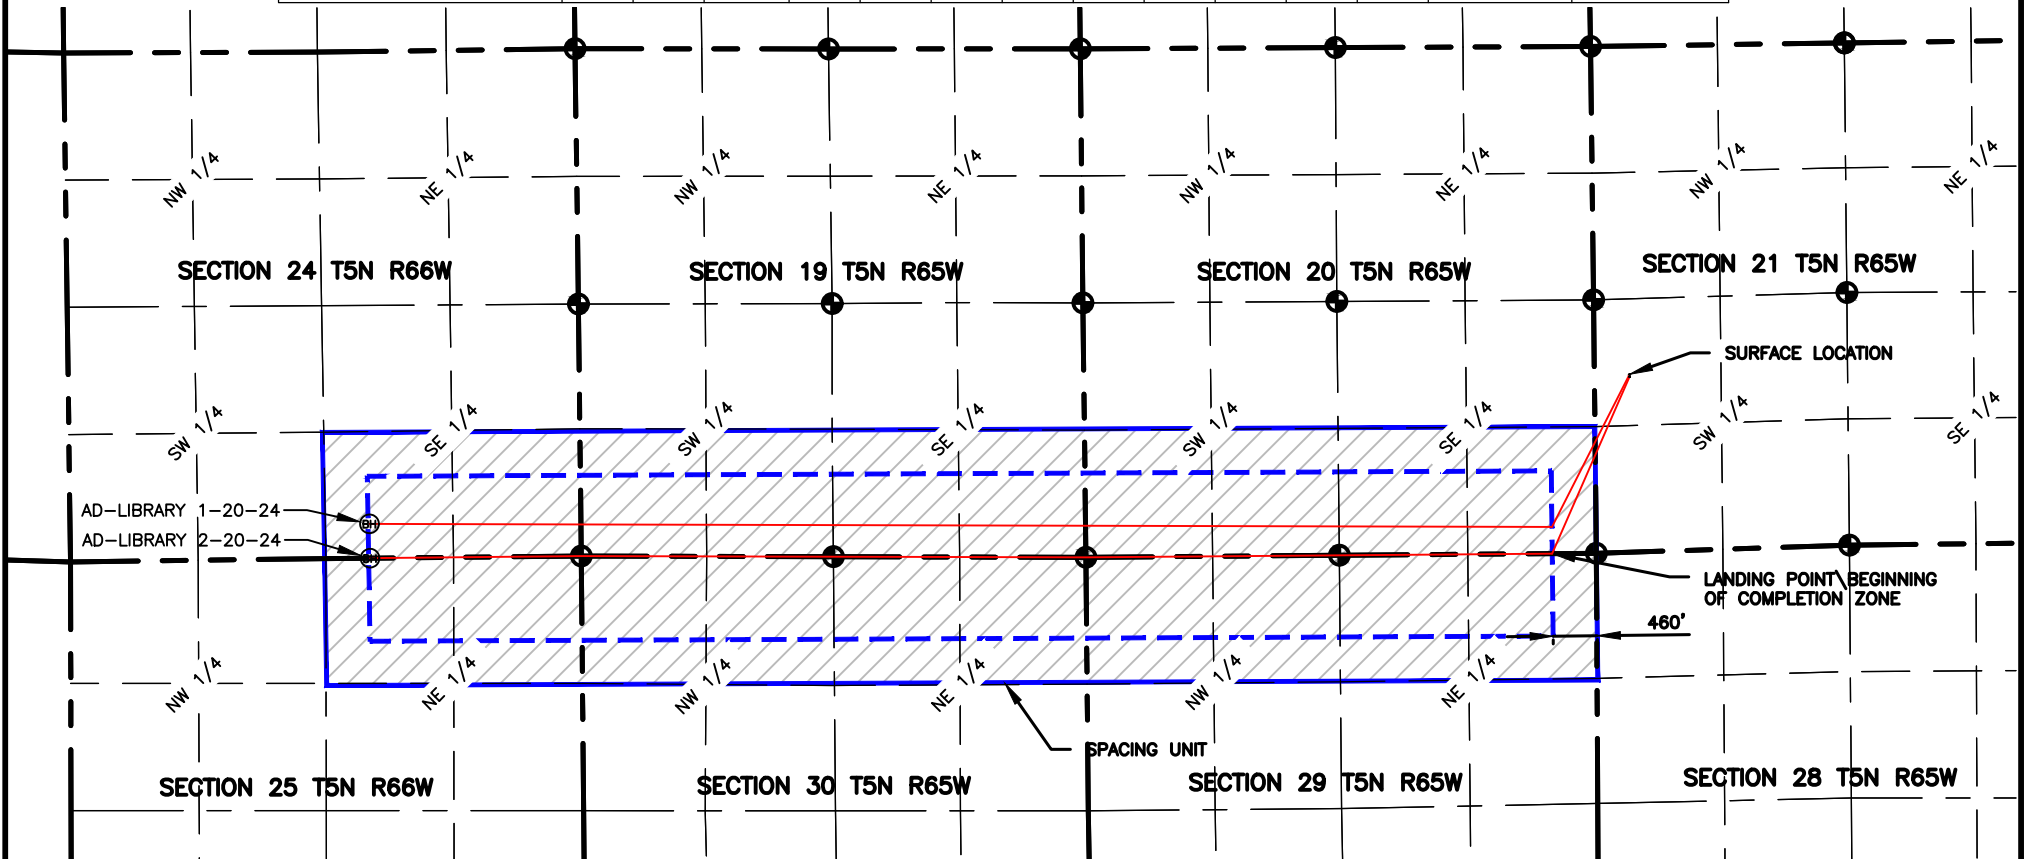 NW 1/4
NE 1/4
NW 1/4
NE 1/4
NW 1/4
NE 1/4
NW 1/4
NE 1/4
SECTION 24 T5N R66W
SECTION 19 T5N R65W
SECTION 20 T5N R65W
SECTION 21 T5N R65W
SURFACE LOCATION
SW 1/4
SE 1/4
SW 1/4
SE 1/4
SW 1/4
SE 1/4
SW 1/4
SE 1/4
AD-LIBRARY 1-20-24
BH
AD-LIBRARY 2-20-24
BH
LANDING POINT\BEGINNING
OF COMPLETION ZONE
460'
NW 1/4
NE 1/4
NW 1/4
NE 1/4
NW 1/4
NE 1/4
SPACING UNIT
SECTION 25 T5N R66W
SECTION 30 T5N R65W
SECTION 29 T5N R65W
SECTION 28 T5N R65W